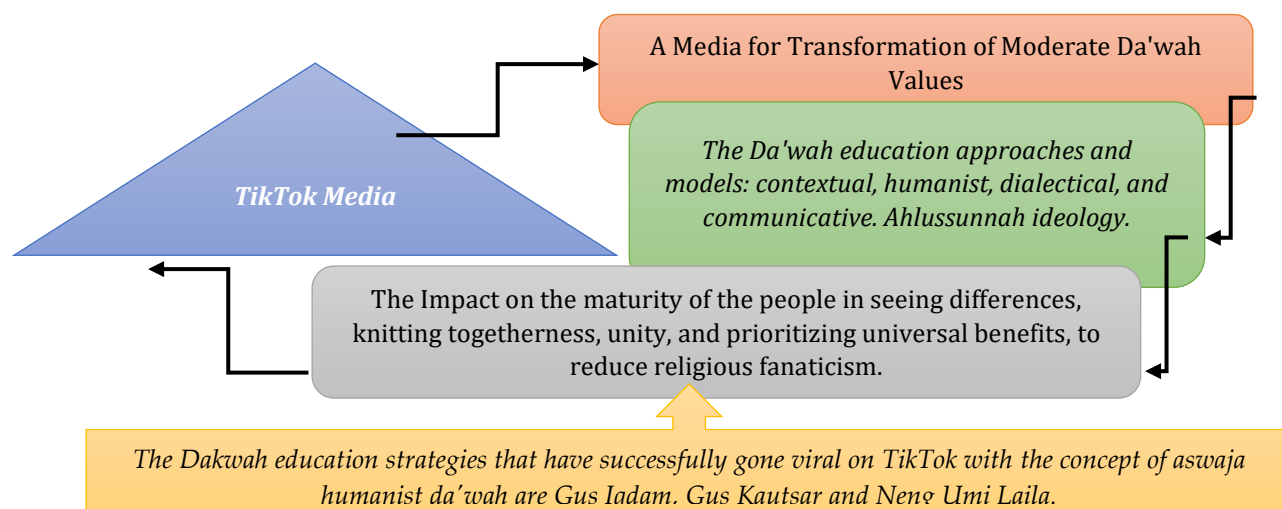 A Media for Transformation of Moderate Da'wah
Values
The Da'wah education approaches and
models: contextual, humanist, dialectical, and
communicative. Ahlussunnah ideology.
TikTok Media
The Impact on the maturity of the people in seeing differences,
knitting togetherness, unity, and prioritizing universal benefits, to
reduce religious fanaticism.
The Dakwah education strategies that have successfully gone viral on TikTok with the concept of aswaja
humanist da'wah are Gus Iqdam, Gus Kautsar and Neng Umi Laila.